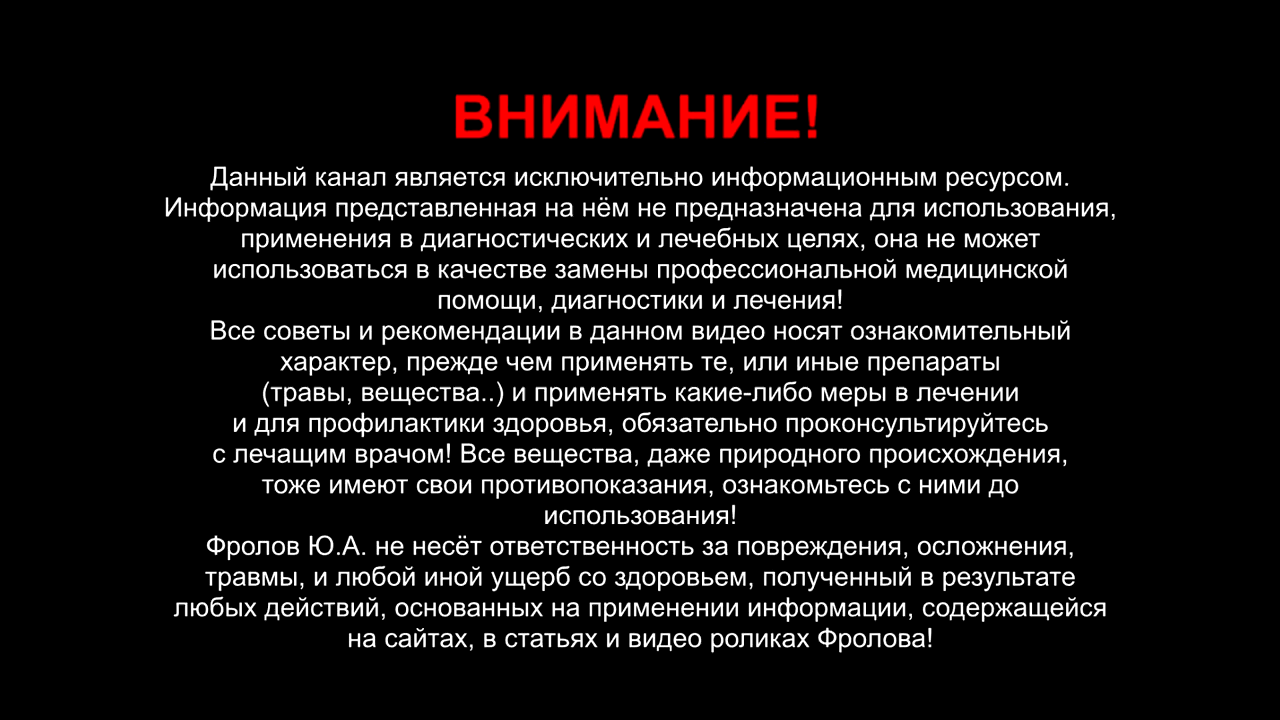 ВНИМАНИЕ!
Данный канал является исключительно информационным ресурсом.
Информация представленная на нём не предназначена для использования,
применения в диагностических и лечебных целях, она не может
использоваться в качестве замены профессиональной медицинской
помощи, диагностики и лечения!
Все советы и рекомендации в данном видео носят ознакомительный
характер, прежде чем применять те, или иные препараты
(травы, вещества..) и применять какие-либо меры в лечении
и для профилактики здоровья, обязательно проконсультируйтесь
с лечащим врачом! Все вещества, даже природного происхождения,
тоже имеют свои противопоказания, ознакомьтесь с ними до
использования!
Фролов Ю.А. не несёт ответственность за повреждения, осложнения,
травмы, и любой иной ущерб со здоровьем, полученный в результате
любых действий, основанных на применении информации, содержащейся
на сайтах, в статьях и видео роликах Фролова!